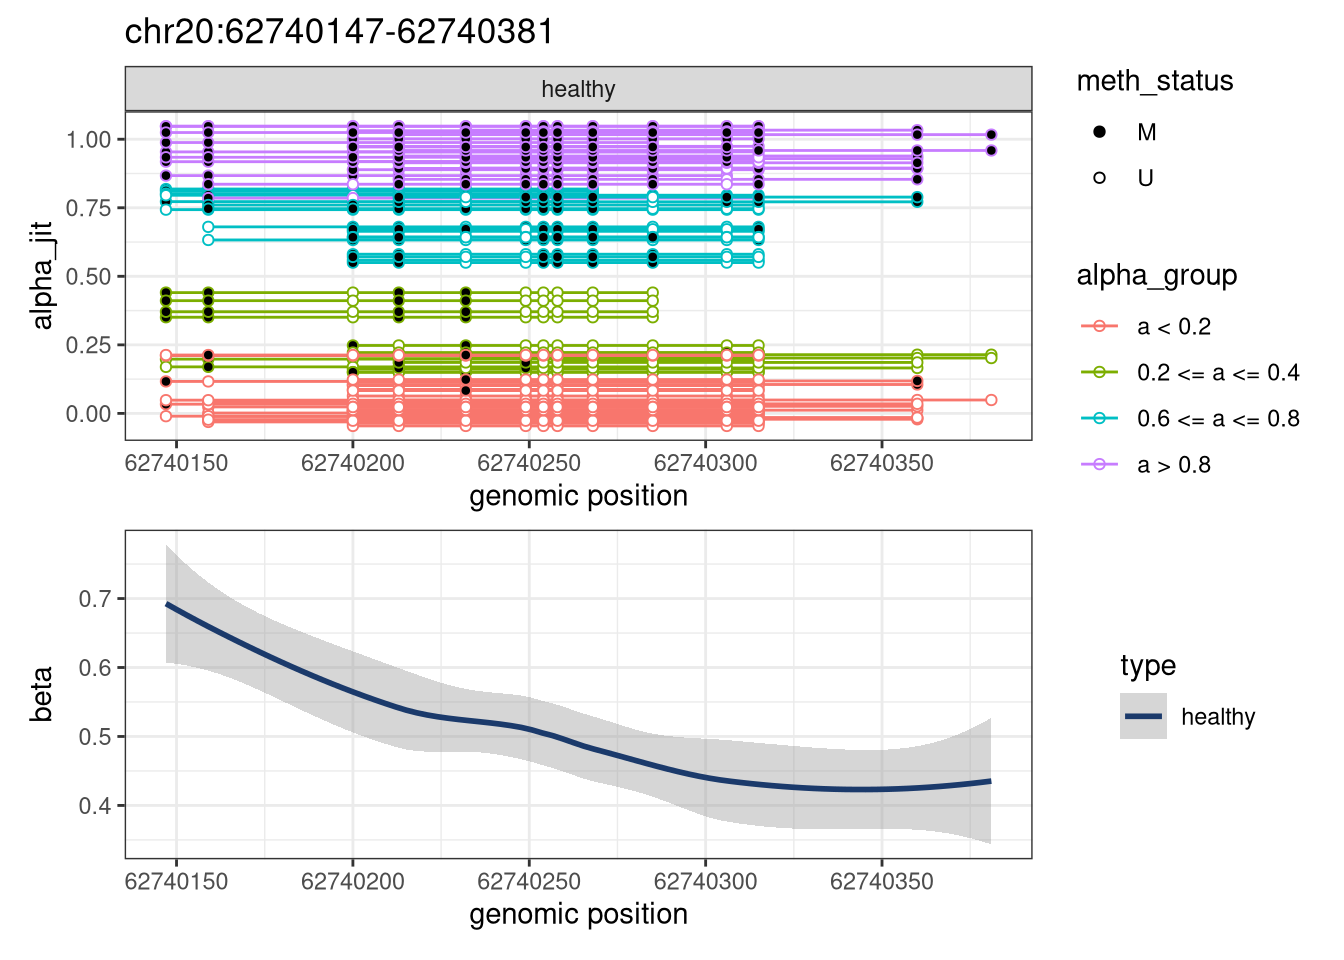 chr20:62740147-62740381
healthy
1.00
0.75
0.50
0.25
0.00
alpha_jit
62740150 62740200 62740250 62740300 62740350
genomic position
meth_status
M
U
alpha_group
a < 0.2
0.2 <= a <= 0.4
0.6 <= a <= 0.8
a > 0.8
0.7
0.6
0.5
0.4
beta
62740150 62740200 62740250 62740300 62740350
genomic position
type
healthy